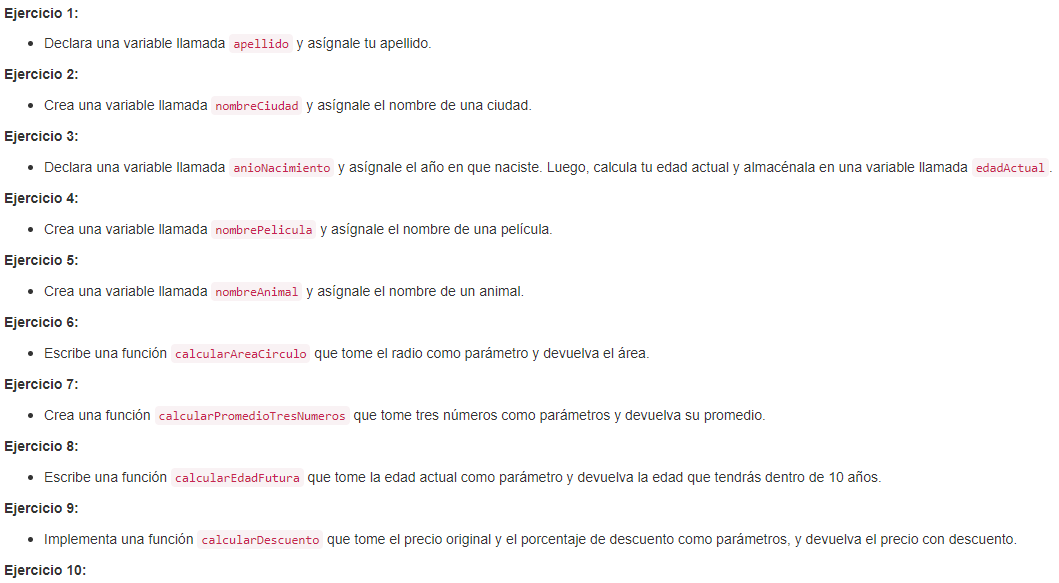 Ejercicio 1:
Declara una variable llamada apellido y asígnale tu apellido.
Ejercicio 2:
Crea una variable llamada nombreCiudad y asígnale el nombre de una ciudad.
Ejercicio 3:
Declara una variable llamada anioNacimiento y asígnale el año en que naciste. Luego, calcula tu edad actual y almacénala en una variable llamada edadActual.
Ejercicio 4:
Crea una variable llamada nombrePelicula y asígnale el nombre de una película.
Ejercicio 5:
Crea una variable llamada nombreAnimal y asígnale el nombre de un animal.
Ejercicio 6:
Escribe una función calcularAreaCirculo que tome el radio como parámetro y devuelva el área.
Ejercicio 7:
Crea una función calcularPromedioTresNumeros que tome tres números como parámetros y devuelva su promedio.
Ejercicio 8:
Escribe una función calcularEdadFutura que tome la edad actual como parámetro y devuelva la edad que tendrás dentro de 10 años.
Ejercicio 9:
Implementa una función calcularDescuento que tome el precio original y el porcentaje de descuento como parámetros, y devuelva el precio con descuento.
Ejercicio 10: